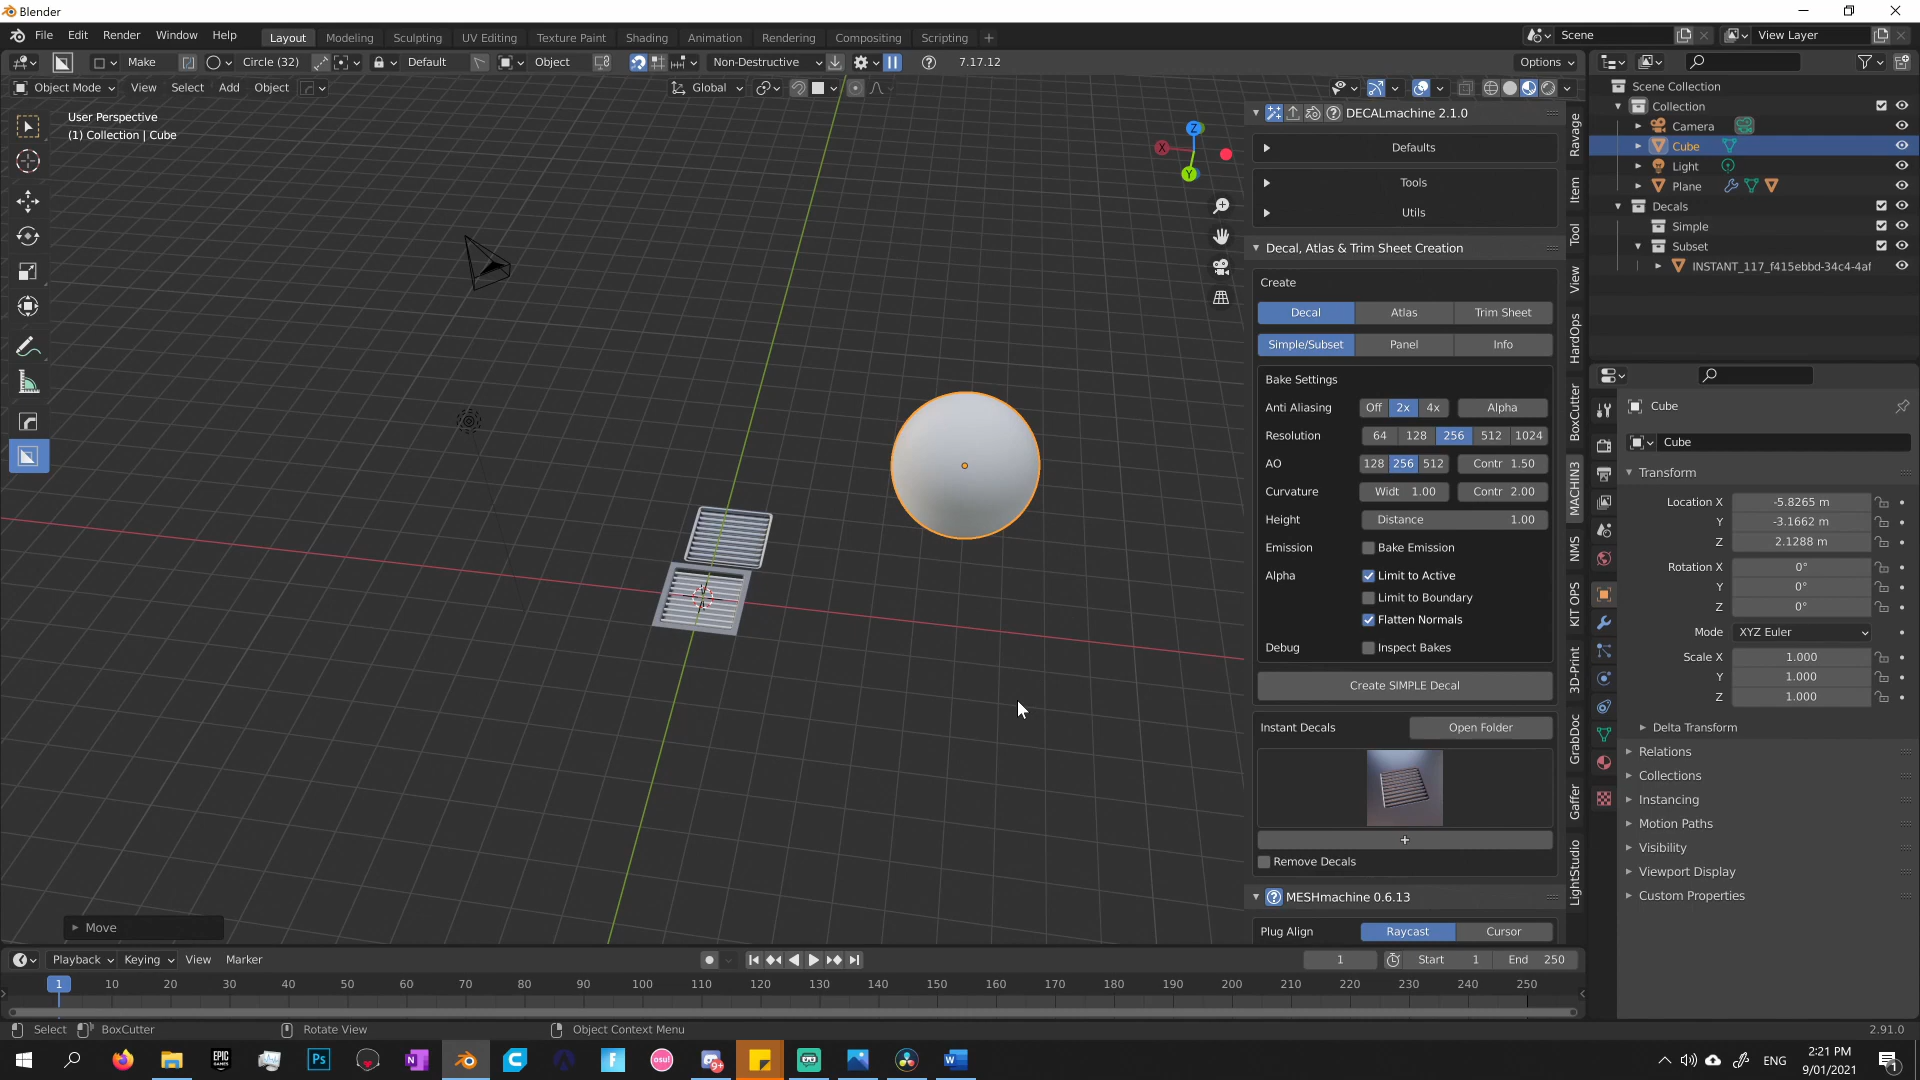 Blender
File Edit Render Window Help Layout Modeling Sculpting UV Editing Texture Paint Shading Animation Rendering Compositing Scripting + Scene View Layer
Make Circle (32) Default Object Non-Destructive 7.17.12 Options
Object Mode View Select Add Object Global
User Perspective
(1) Collection | Cube
Z
X
Y
DECALmachine 2.1.0
Defaults
Tools
Utils
Decal, Atlas & Trim Sheet Creation
Create
Decal Atlas Trim Sheet
Simple/Subset Panel Info
Bake Settings
Anti Aliasing Off 2x 4x Alpha
Resolution 64 128 256 512 1024
AO 128 256 512 Contr 1.50
Curvature Widt 1.00 Contr 2.00
Height Distance 1.00
Emission Bake Emission
Alpha Limit to Active
Limit to Boundary
Flatten Normals
Debug Inspect Bakes
Create SIMPLE Decal
Instant Decals Open Folder
+
Remove Decals
MESHmachine 0.6.13
Plug Align Raycast Cursor
Ravage
Item
Tool
View
HardOps
BoxCutter
MACHIN3
NMS
KIT OPS
3D-Print
GrabDoc
Gaffer
LightStudio
Scene Collection
Collection
Camera
Cube
Light
Plane
Decals
Simple
Subset
INSTANT_117_f415ebbd-34c4-4af
Cube
Cube
Transform
Location X -5.8265 m
Y -3.1662 m
Z 2.1288 m
Rotation X 0°
Y 0°
Z 0°
Mode XYZ Euler
Scale X 1.000
Y 1.000
Z 1.000
Delta Transform
Relations
Collections
Instancing
Motion Paths
Visibility
Viewport Display
Custom Properties
Move
Playback Keying View Marker 1 Start 1 End 250
1 10 20 30 40 50 60 70 80 90 100 110 120 130 140 150 160 170 180 190 200 210 220 230 240 250
Select BoxCutter Rotate View Object Context Menu 2.91.0
EPIC GAMES Ps N osu! 9+ W ENG 2:21 PM
9/01/2021 1